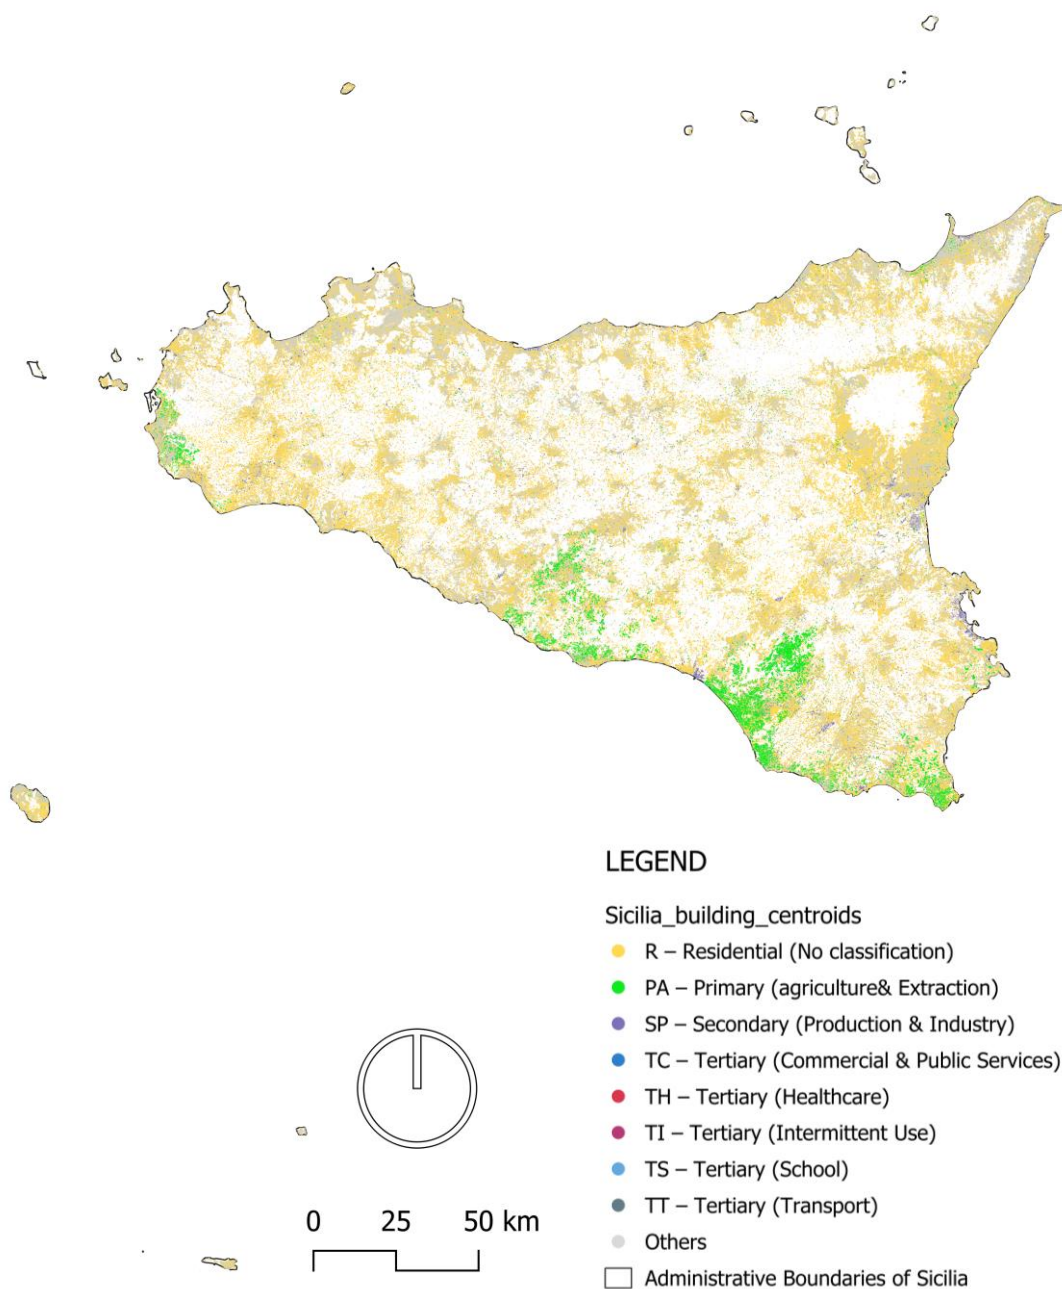 LEGEND
Sicilia_building_centroids
R – Residential (No classification)
PA – Primary (agriculture& Extraction)
SP – Secondary (Production & Industry)
TC – Tertiary (Commercial & Public Services)
TH – Tertiary (Healthcare)
TI – Tertiary (Intermittent Use)
TS – Tertiary (School)
TT – Tertiary (Transport)
Others
Administrative Boundaries of Sicilia
0 25 50 km